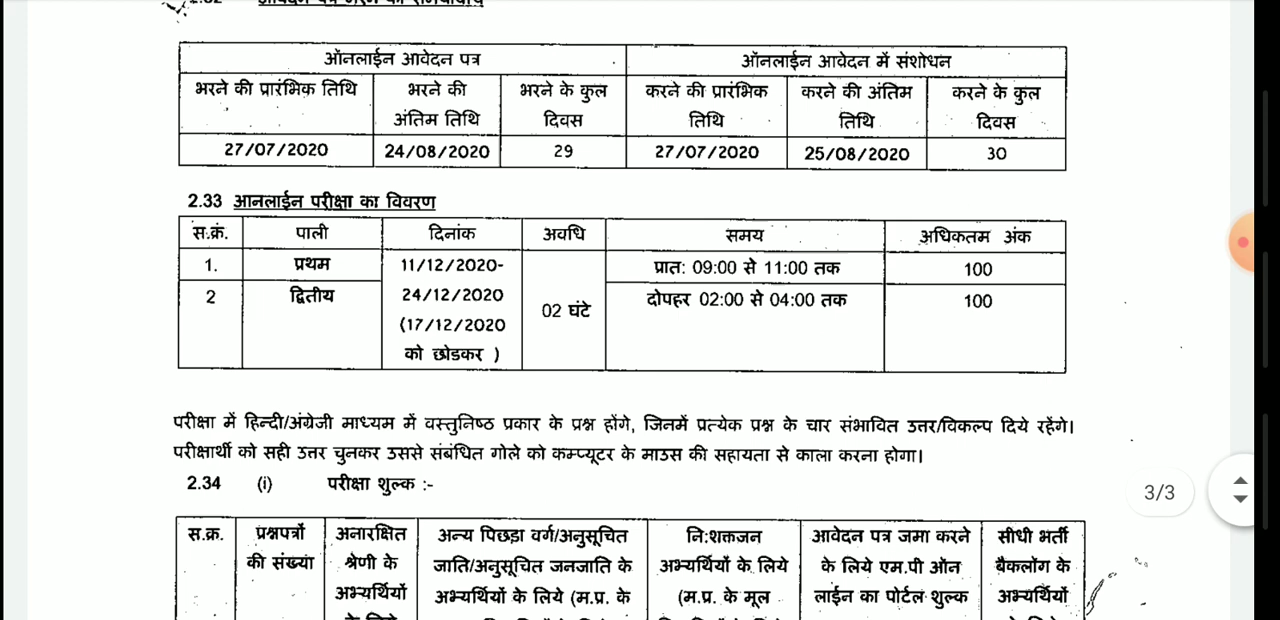 ऑनलाईन आवेदन पत्र ऑनलाईन आवेदन में संशोधन
भरने की प्रारंभिक तिथि भरने की अंतिम तिथि भरने के कुल दिवस करने की प्रारंभिक तिथि करने की अंतिम तिथि करने के कुल दिवस
27/07/2020 24/08/2020 29 27/07/2020 25/08/2020 30
2.33 आनलाईन परीक्षा का विवरण
स.क्रं. पाली दिनांक अवधि समय अधिकतम अंक
1. प्रथम 11/12/2020- प्रात: 09:00 से 11:00 तक 100
2 द्वितीय 24/12/2020 02 घंटे दोपहर 02:00 से 04:00 तक 100
(17/12/2020
को छोडकर )
परीक्षा में हिन्दी/अंग्रेजी माध्यम में वस्तुनिष्ठ प्रकार के प्रश्न होंगे, जिनमें प्रत्येक प्रश्न के चार संभावित उत्तर/विकल्प दिये रहेंगे।
परीक्षार्थी को सही उत्तर चुनकर उससे संबंधित गोले को कम्प्यूटर के माउस की सहायता से काला करना होगा।
2.34 (i) परीक्षा शुल्क :-
3/3
स.क्र. प्रश्नपत्रों अनारक्षित अन्य पिछडा वर्ग/अनुसूचित नि:शक्तजन आवेदन पत्र जमा करने सीधी भर्ती
की संख्या श्रेणी के जाति/अनुसूचित जनजाति के अभ्यर्थियों के लिये के लिये एम.पी ऑन बैकलॉग के
अभ्यर्थियों अभ्यर्थियों के लिये (म.प्र. के (म.प्र. के मूल लाईन का पोर्टल शुल्क अभ्यर्थियों